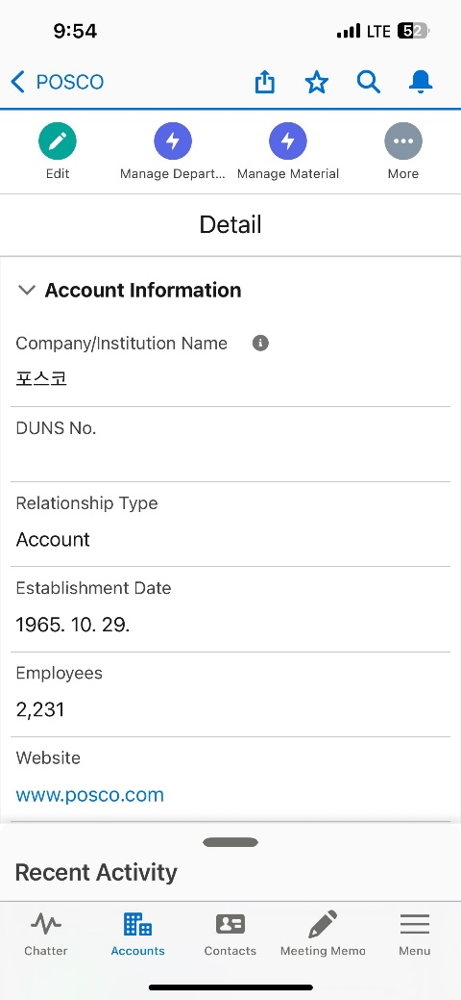 9:54
LTE 52
POSCO
Edit
Manage Depart...
Manage Material
More
Detail
Account Information
Company/Institution Name
포스코
DUNS No.
Relationship Type
Account
Establishment Date
1965. 10. 29.
Employees
2,231
Website
www.posco.com
Recent Activity
Chatter
Accounts
Contacts
Meeting Memo
Menu